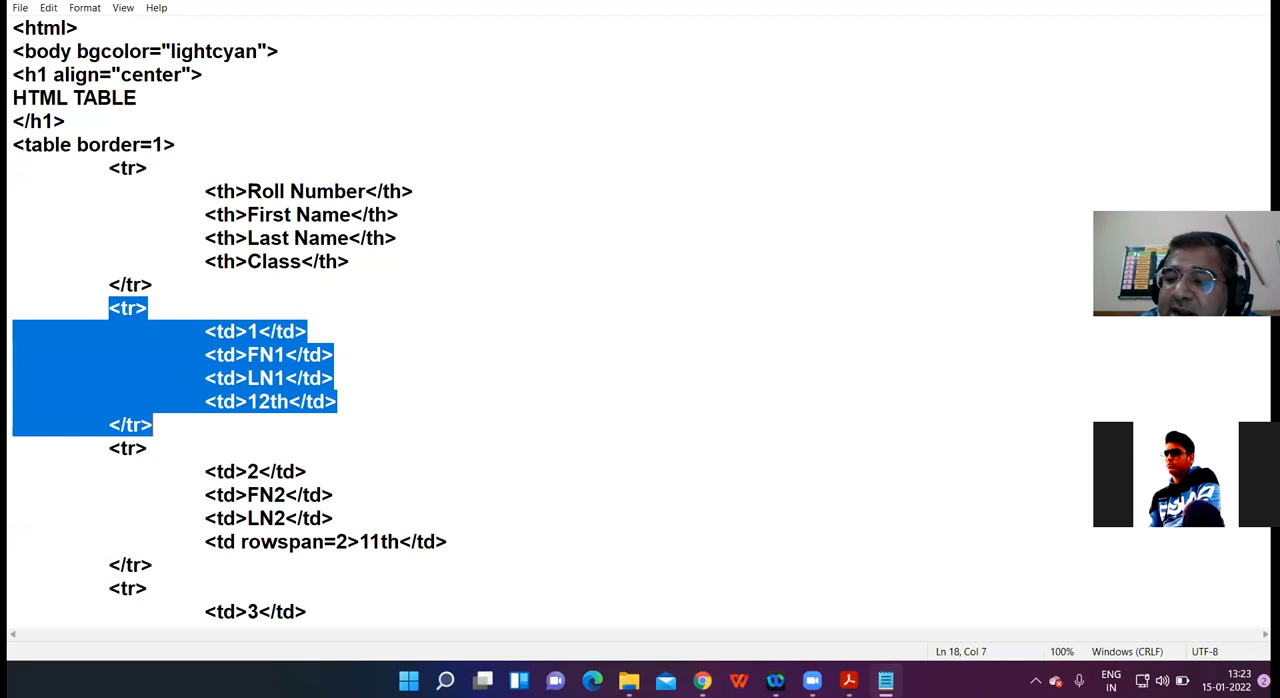 File Edit Format View Help
<html>
<body bgcolor="lightcyan">
<h1 align="center">
HTML TABLE
</h1>
<table border=1>
<tr>
<th>Roll Number</th>
<th>First Name</th>
<th>Last Name</th>
<th>Class</th>
</tr>
<tr>
<td>1</td>
<td>FN1</td>
<td>LN1</td>
<td>12th</td>
</tr>
<tr>
<td>2</td>
<td>FN2</td>
<td>LN2</td>
<td rowspan=2>11th</td>
</tr>
<tr>
<td>3</td>
Ln 18, Col 7 100% Windows (CRLF) UTF-8
ENG
IN
13:23
15-01-2022
2